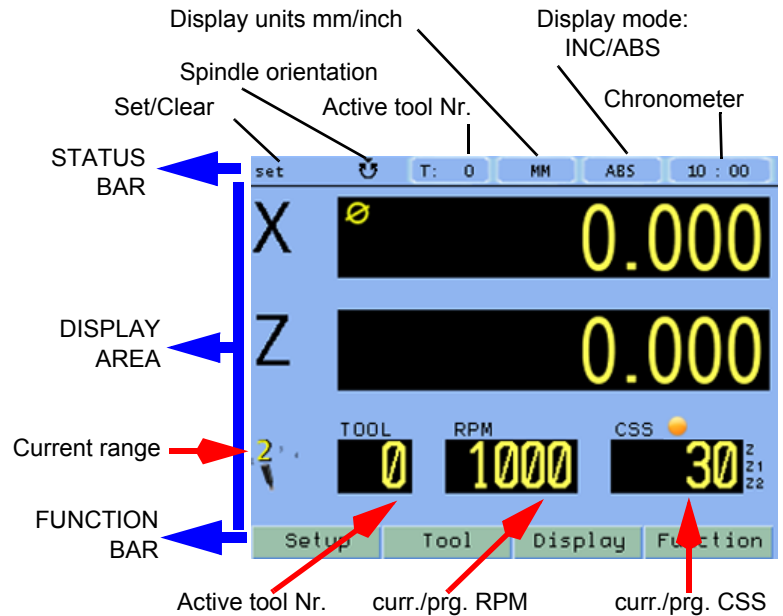 Display units mm/inch
Display mode:
INC/ABS
Spindle orientation
Set/Clear
Active tool Nr.
Chronometer
STATUS
BAR
set
T: 0
MM
ABS
10 : 00
X
0.000
DISPLAY
AREA
Z
0.000
Current range
2
TOOL
0
RPM
1000
CSS
30
Z
Z1
Z2
FUNCTION
BAR
Setup
Tool
Display
Function
Active tool Nr.
curr./prg. RPM
curr./prg. CSS